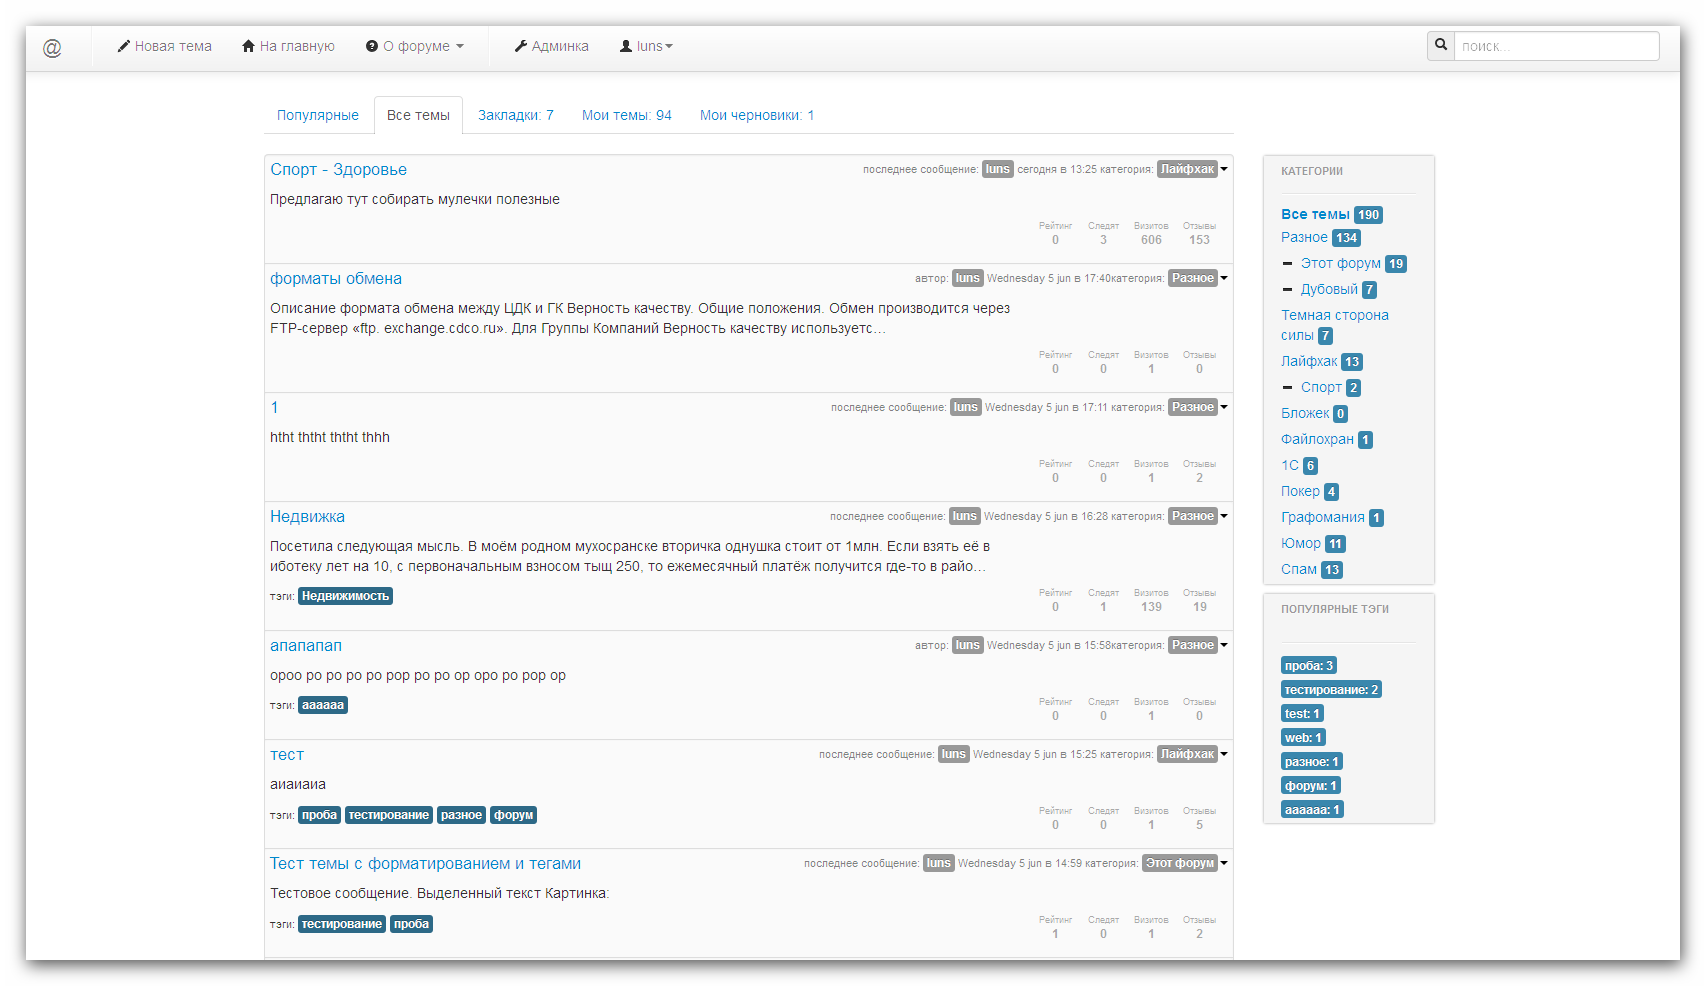 @ Новая тема На главную О форуме Админка luns поиск...
Популярные Все темы Закладки: 7 Мои темы: 94 Мои черновики: 1
Спорт - Здоровье последнее сообщение: luns сегодня в 13:25 категория: Лайфхак
Предлагаю тут собирать мулечки полезные
Рейтинг Следят Визитов Отзывы
0 3 606 153
форматы обмена автор: luns Wednesday 5 jun в 17:40категория: Разное
Описание формата обмена между ЦДК и ГК Верность качеству. Общие положения. Обмен производится через
FTP-сервер «ftp. exchange.cdco.ru». Для Группы Компаний Верность качеству используетс...
Рейтинг Следят Визитов Отзывы
0 0 1 0
1 последнее сообщение: luns Wednesday 5 jun в 17:11 категория: Разное
htht ththt ththt thhh
Рейтинг Следят Визитов Отзывы
0 0 1 2
Недвижка последнее сообщение: luns Wednesday 5 jun в 16:28 категория: Разное
Посетила следующая мысль. В моём родном мухосранске вторичка однушка стоит от 1млн. Если взять её в
иботеку лет на 10, с первоначальным взносом тыщ 250, то ежемесячный платёж получится где-то в райо...
тэги: Недвижимость
Рейтинг Следят Визитов Отзывы
0 1 139 19
апапапап автор: luns Wednesday 5 jun в 15:58категория: Разное
ороо ро ро ро ро рор ро ро ор оро ро рор ор
тэги: аааааа
Рейтинг Следят Визитов Отзывы
0 0 1 0
тест последнее сообщение: luns Wednesday 5 jun в 15:25 категория: Лайфхак
аиаиаиа
тэги: проба тестирование разное форум
Рейтинг Следят Визитов Отзывы
0 0 1 5
Тест темы с форматированием и тегами последнее сообщение: luns Wednesday 5 jun в 14:59 категория: Этот форум
Тестовое сообщение. Выделенный текст Картинка:
тэги: тестирование проба
Рейтинг Следят Визитов Отзывы
1 0 1 2
КАТЕГОРИИ
Все темы 190
Разное 134
Этот форум 19
Дубовый 7
Темная сторона
силы 7
Лайфхак 13
Спорт 2
Бложек 0
Файлохран 1
1С 6
Покер 4
Графомания 1
Юмор 11
Спам 13
ПОПУЛЯРНЫЕ ТЭГИ
проба: 3
тестирование: 2
test: 1
web: 1
разное: 1
форум: 1
аааааа: 1